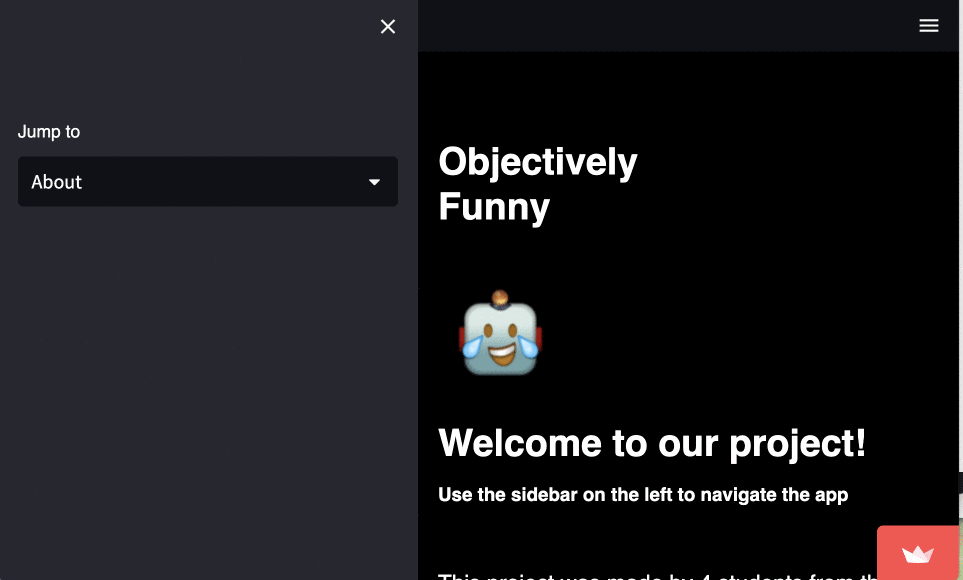 Jump to
About
Objectively
Funny
Welcome to our project!
Use the sidebar on the left to navigate the app
This project was made by 4 students from th